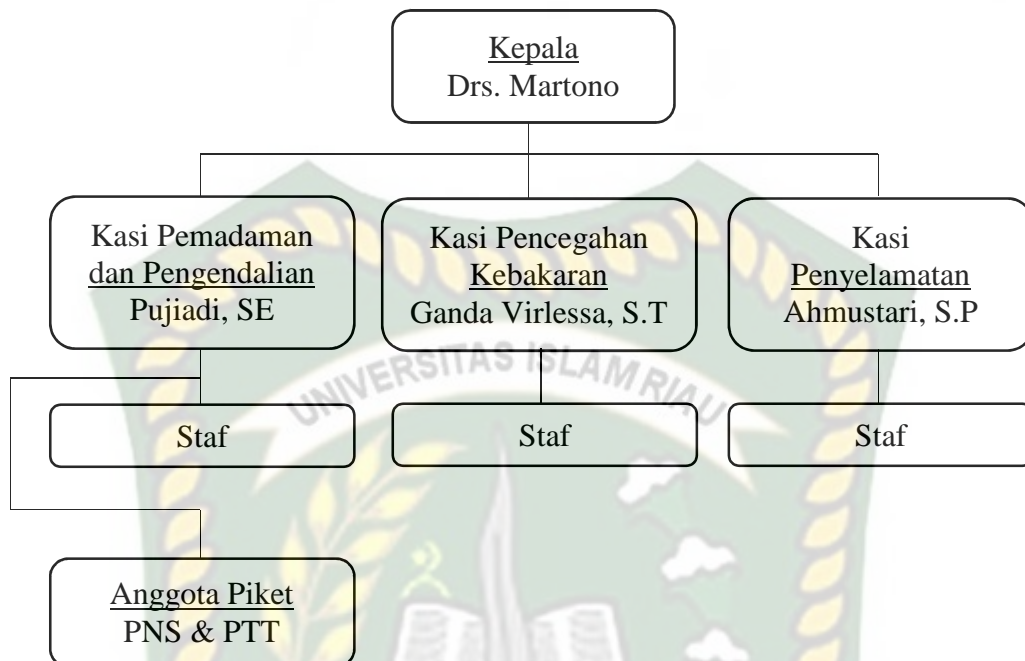 Kepala
Drs. Martono
Kasi Pemadaman
dan Pengendalian
Pujiadi, SE
Kasi Pencegahan
Kebakaran
Ganda Virlessa, S.T
Kasi
Penyelamatan
Ahmustari, S.P
UNIVERSITAS ISLAM RIAU
Staf
Staf
Staf
Anggota Piket
PNS & PTT